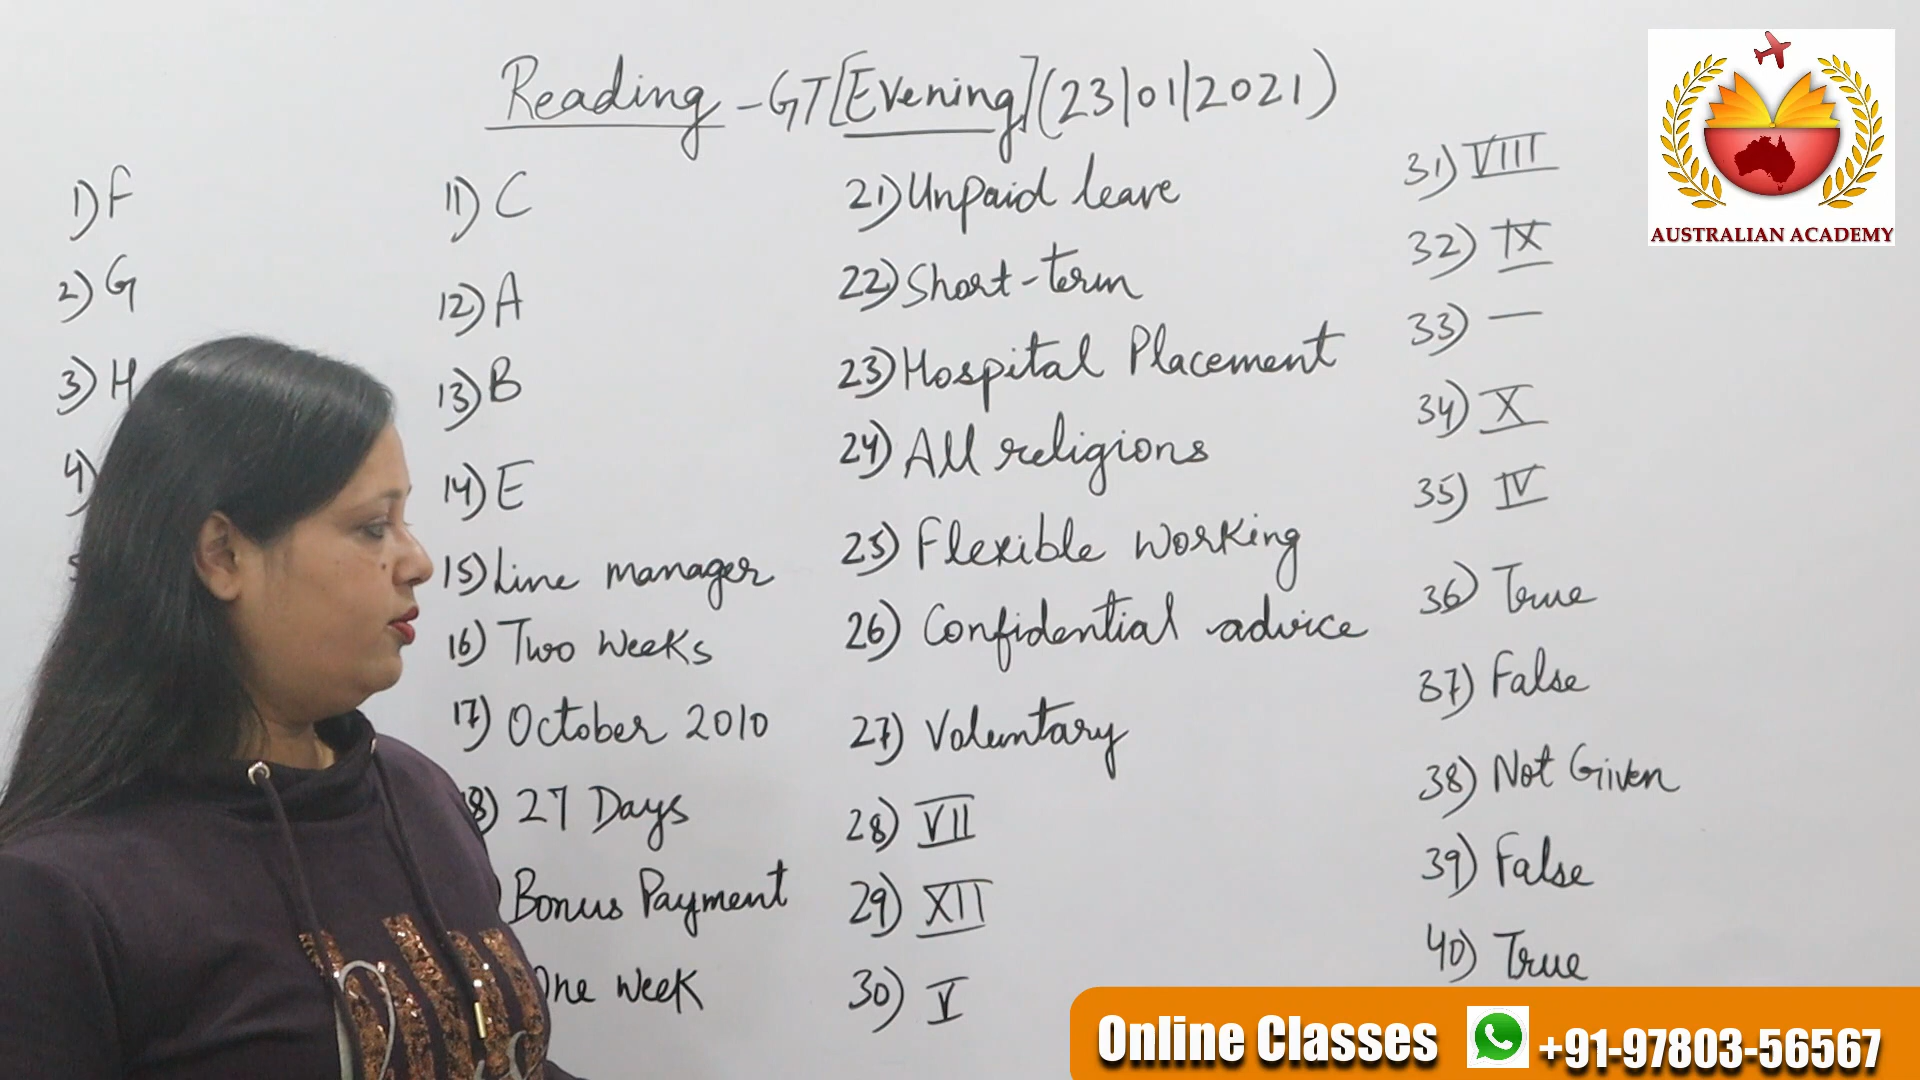 Reading - GT [Evening] (23/01/2021)
1) F
2) G
3) H
4)
11) C
12) A
13) B
14) E
15) Line manager
16) Two weeks
17) October 2010
18) 27 Days
) Bonus Payment
One week
21) Unpaid leave
22) Short-term
23) Hospital Placement
24) All religions
25) Flexible working
26) Confidential advice
27) Voluntary
28) VII
29) XII
30) V
31) VIII
32) IX
33) —
34) X
35) IV
36) True
37) False
38) Not Given
39) False
40) True
AUSTRALIAN ACADEMY
Online Classes +91-97803-56567